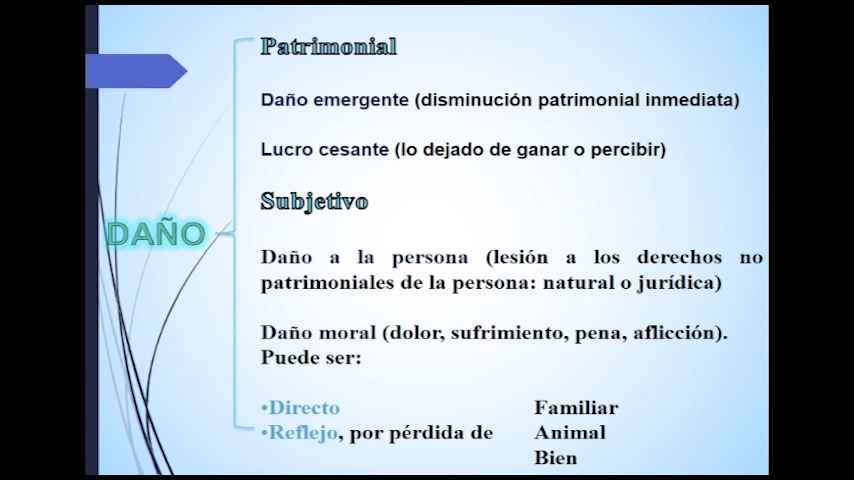 Patrimonial
Daño emergente (disminución patrimonial inmediata)
Lucro cesante (lo dejado de ganar o percibir)
Subjetivo
DAÑO
Daño a la persona (lesión a los derechos no
patrimoniales de la persona: natural o jurídica)
Daño moral (dolor, sufrimiento, pena, aflicción).
Puede ser:
•Directo
•Reflejo, por pérdida de
Familiar
Animal
Bien